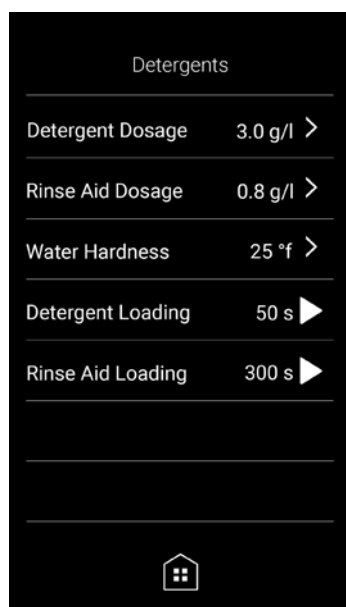 Detergents
Detergent Dosage 3.0 g/l
Rinse Aid Dosage 0.8 g/l
Water Hardness 25 °f
Detergent Loading 50 s
Rinse Aid Loading 300 s